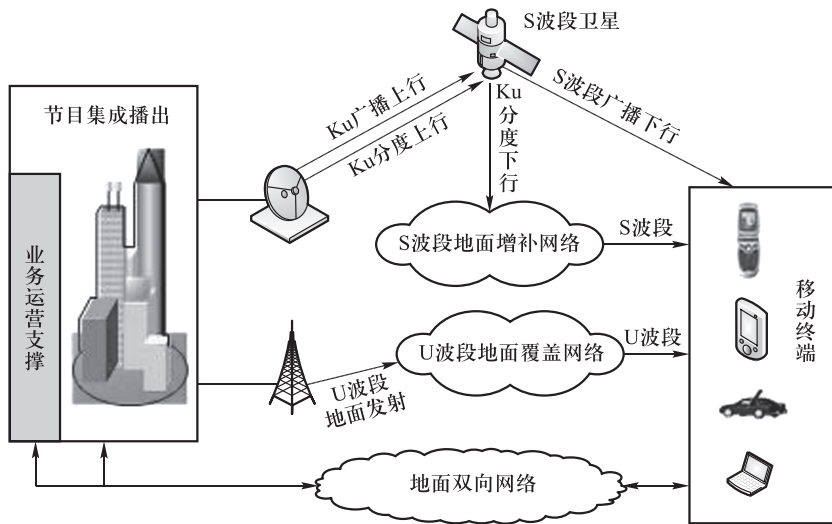 S波段卫星
节目集成播出
Ku广播上行
Ku分度上行
Ku分度下行
S波段广播下行
业务运营支撑
S波段地面增补网络
S波段
移动终端
U波段地面覆盖网络
U波段
U波段
地面发射
地面双向网络